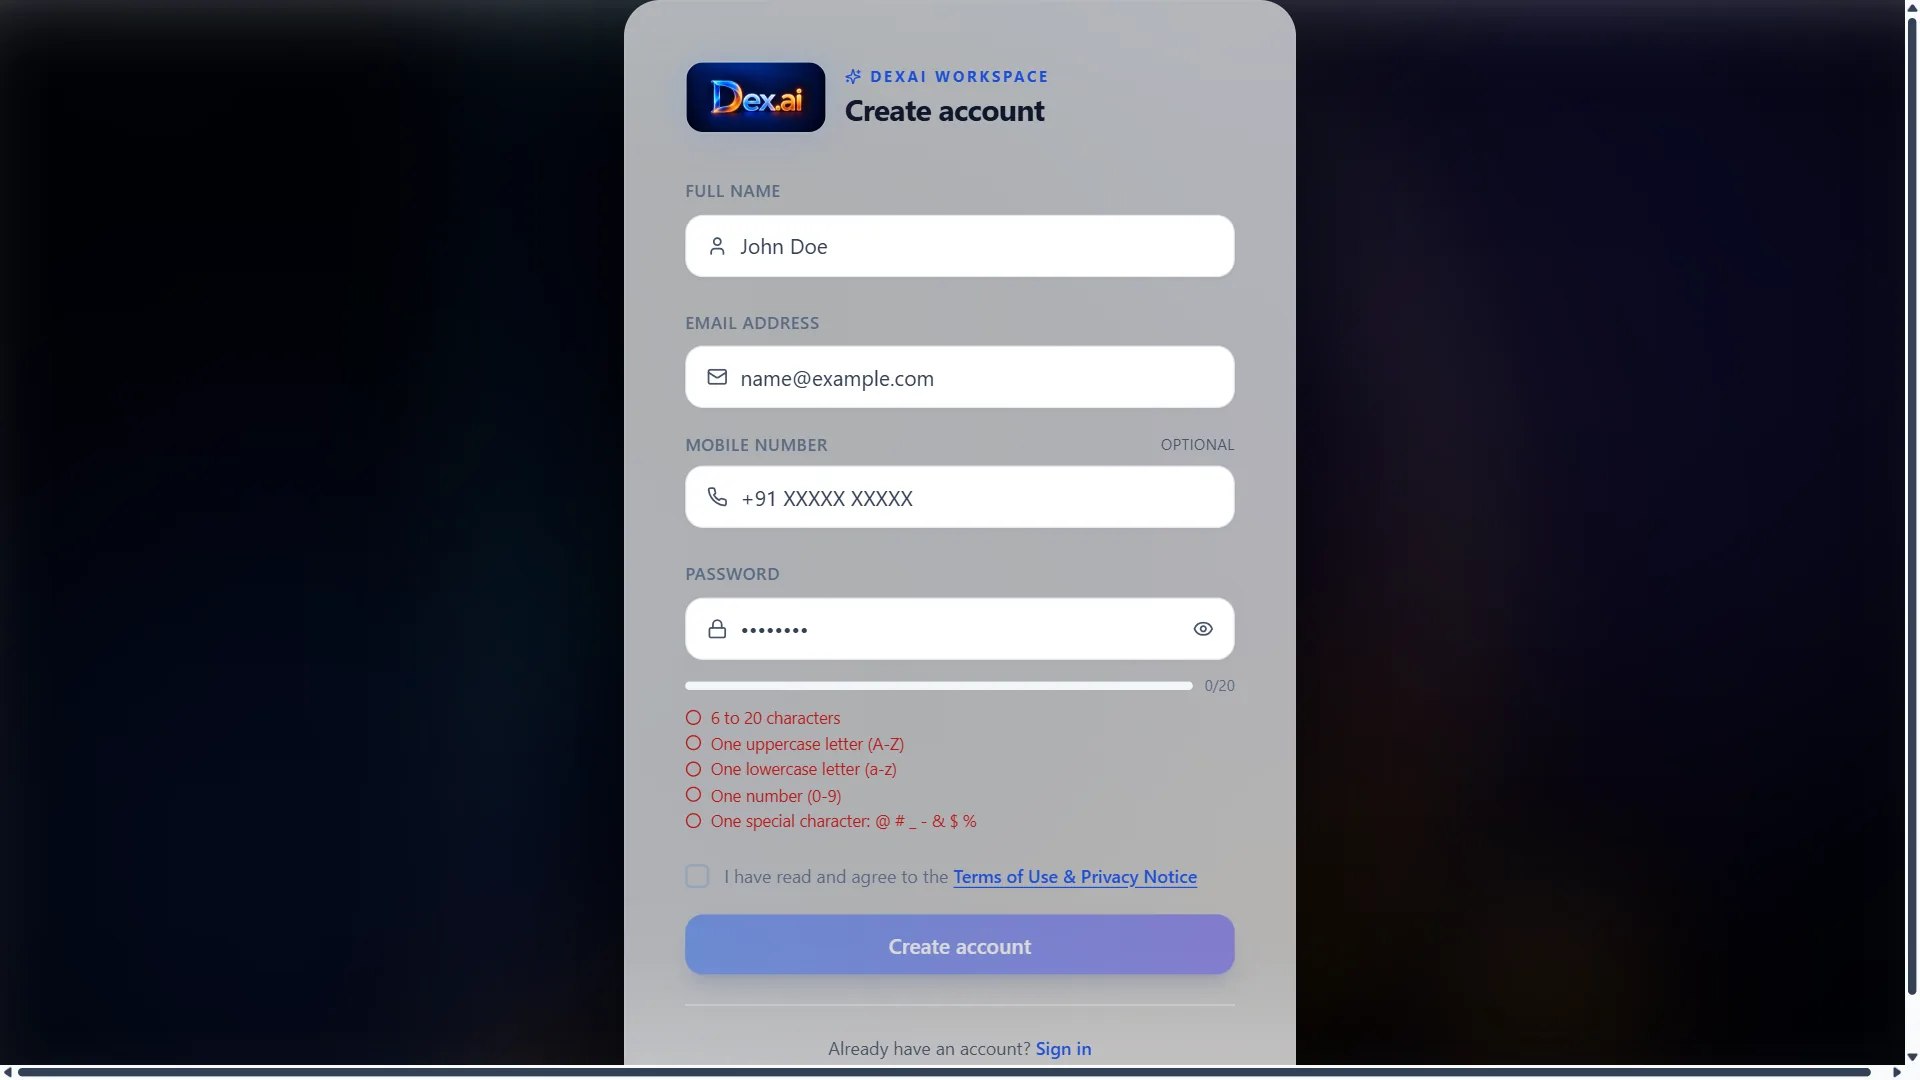 Dex.ai
DEXAI WORKSPACE
Create account
FULL NAME
John Doe
EMAIL ADDRESS
name@example.com
MOBILE NUMBER OPTIONAL
+91 XXXXX XXXXX
PASSWORD
••••••••
0/20
6 to 20 characters
One uppercase letter (A-Z)
One lowercase letter (a-z)
One number (0-9)
One special character: @ # _ - & $ %
I have read and agree to the Terms of Use & Privacy Notice
Create account
Already have an account? Sign in